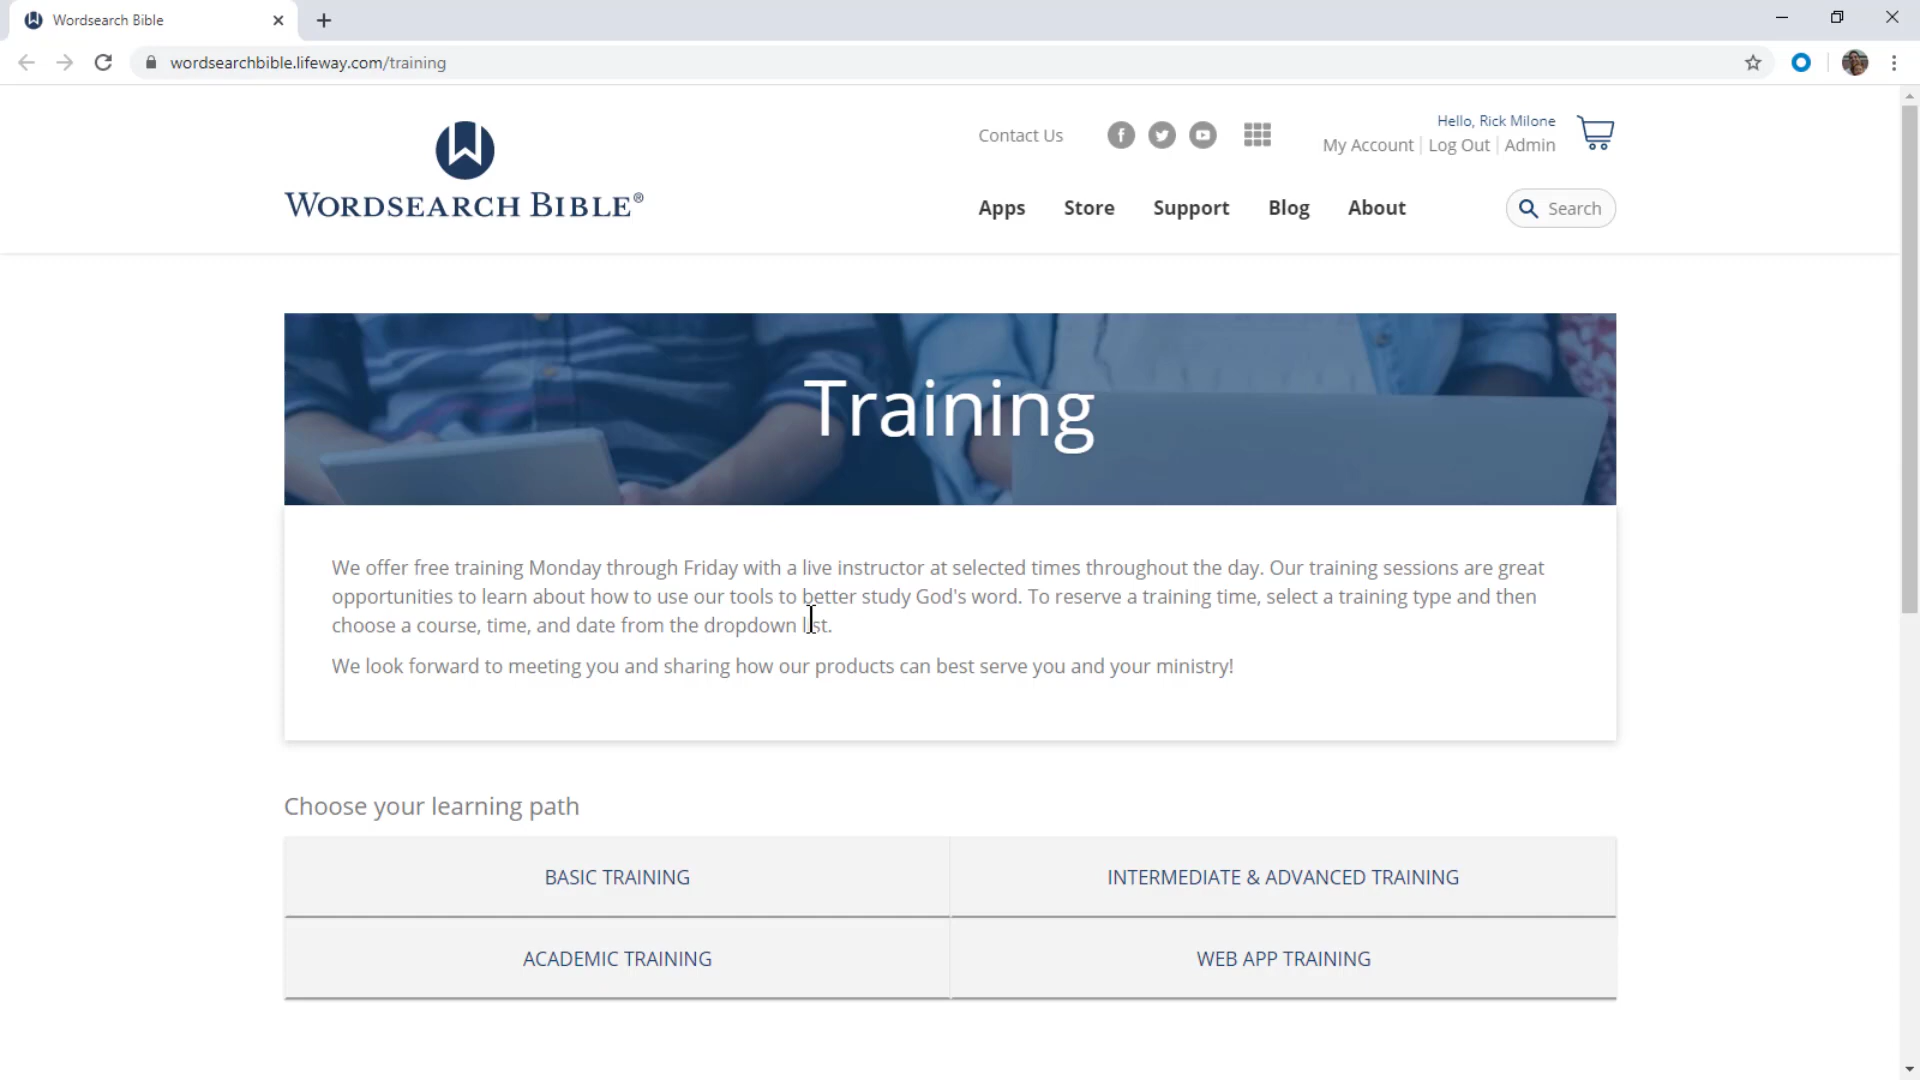 Wordsearch Bible
wordsearchbible.lifeway.com/training
Contact Us
Hello, Rick Milone
My Account | Log Out | Admin
WORDSEARCH BIBLE®
Apps Store Support Blog About Search
Training
We offer free training Monday through Friday with a live instructor at selected times throughout the day. Our training sessions are great
opportunities to learn about how to use our tools to better study God's word. To reserve a training time, select a training type and then
choose a course, time, and date from the dropdown list.
We look forward to meeting you and sharing how our products can best serve you and your ministry!
Choose your learning path
BASIC TRAINING
INTERMEDIATE & ADVANCED TRAINING
ACADEMIC TRAINING
WEB APP TRAINING